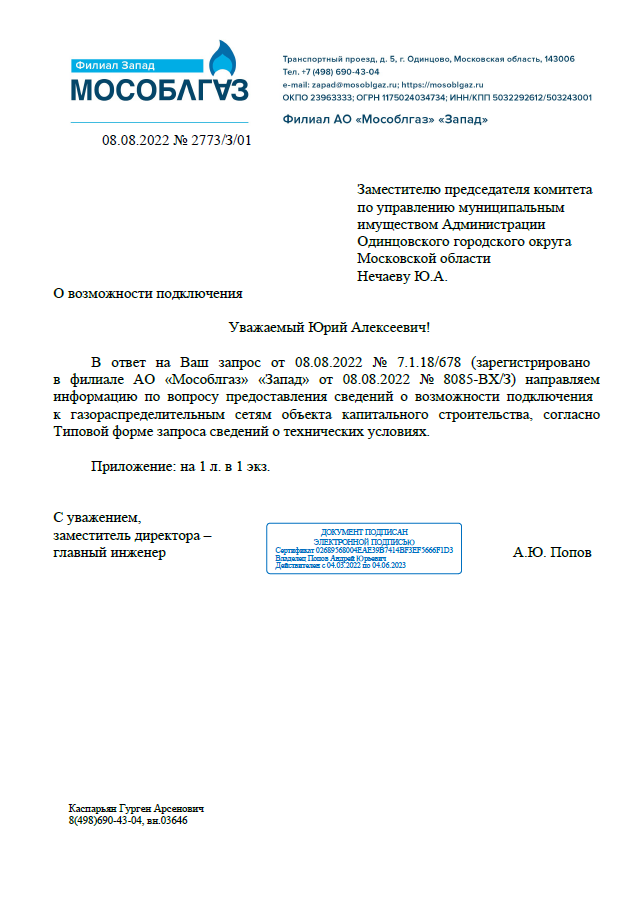 Филиал Запад
МОСОБЛГАЗ
Транспортный проезд, д. 5, г. Одинцово, Московская область, 143006
Тел. +7 (498) 690-43-04
e-mail: zapad@mosoblgaz.ru; https://mosoblgaz.ru
ОКПО 23963333; ОГРН 1175024034734; ИНН/КПП 5032292612/503243001
Филиал АО «Мособлгаз» «Запад»
08.08.2022 № 2773/З/01
Заместителю председателя комитета
по управлению муниципальным
имуществом Администрации
Одинцовского городского округа
Московской области
Нечаеву Ю.А.
О возможности подключения
Уважаемый Юрий Алексеевич!
В ответ на Ваш запрос от 08.08.2022 № 7.1.18/678 (зарегистрировано
в филиале АО «Мособлгаз» «Запад» от 08.08.2022 № 8085-ВХ/З) направляем
информацию по вопросу предоставления сведений о возможности подключения
к газораспределительным сетям объекта капитального строительства, согласно
Типовой форме запроса сведений о технических условиях.
Приложение: на 1 л. в 1 экз.
С уважением,
заместитель директора –
главный инженер
ДОКУМЕНТ ПОДПИСАН
ЭЛЕКТРОННОЙ ПОДПИСЬЮ
Сертификат 02689568004EAE39B7414BF3EF5666F1D3
Владелец Попов Андрей Юрьевич
Действителен с 04.03.2022 по 04.06.2023
А.Ю. Попов
Каспарьян Гурген Арсенович
8(498)690-43-04, вн.03646